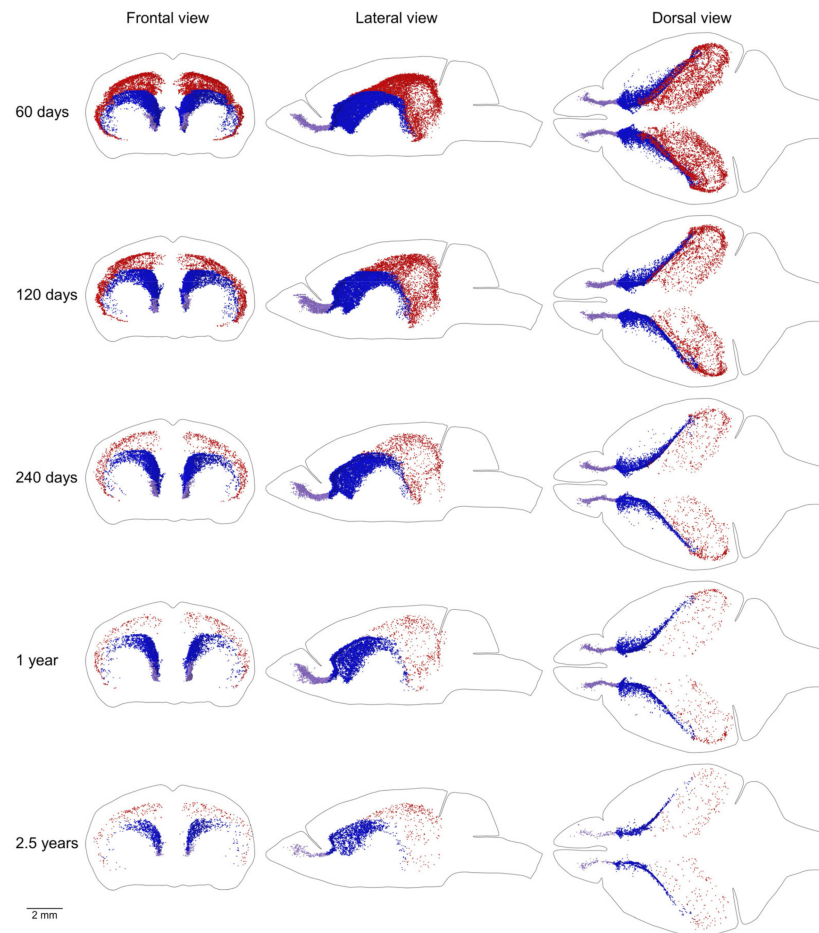 Frontal view Lateral view Dorsal view
60 days
120 days
240 days
1 year
2.5 years
2 mm